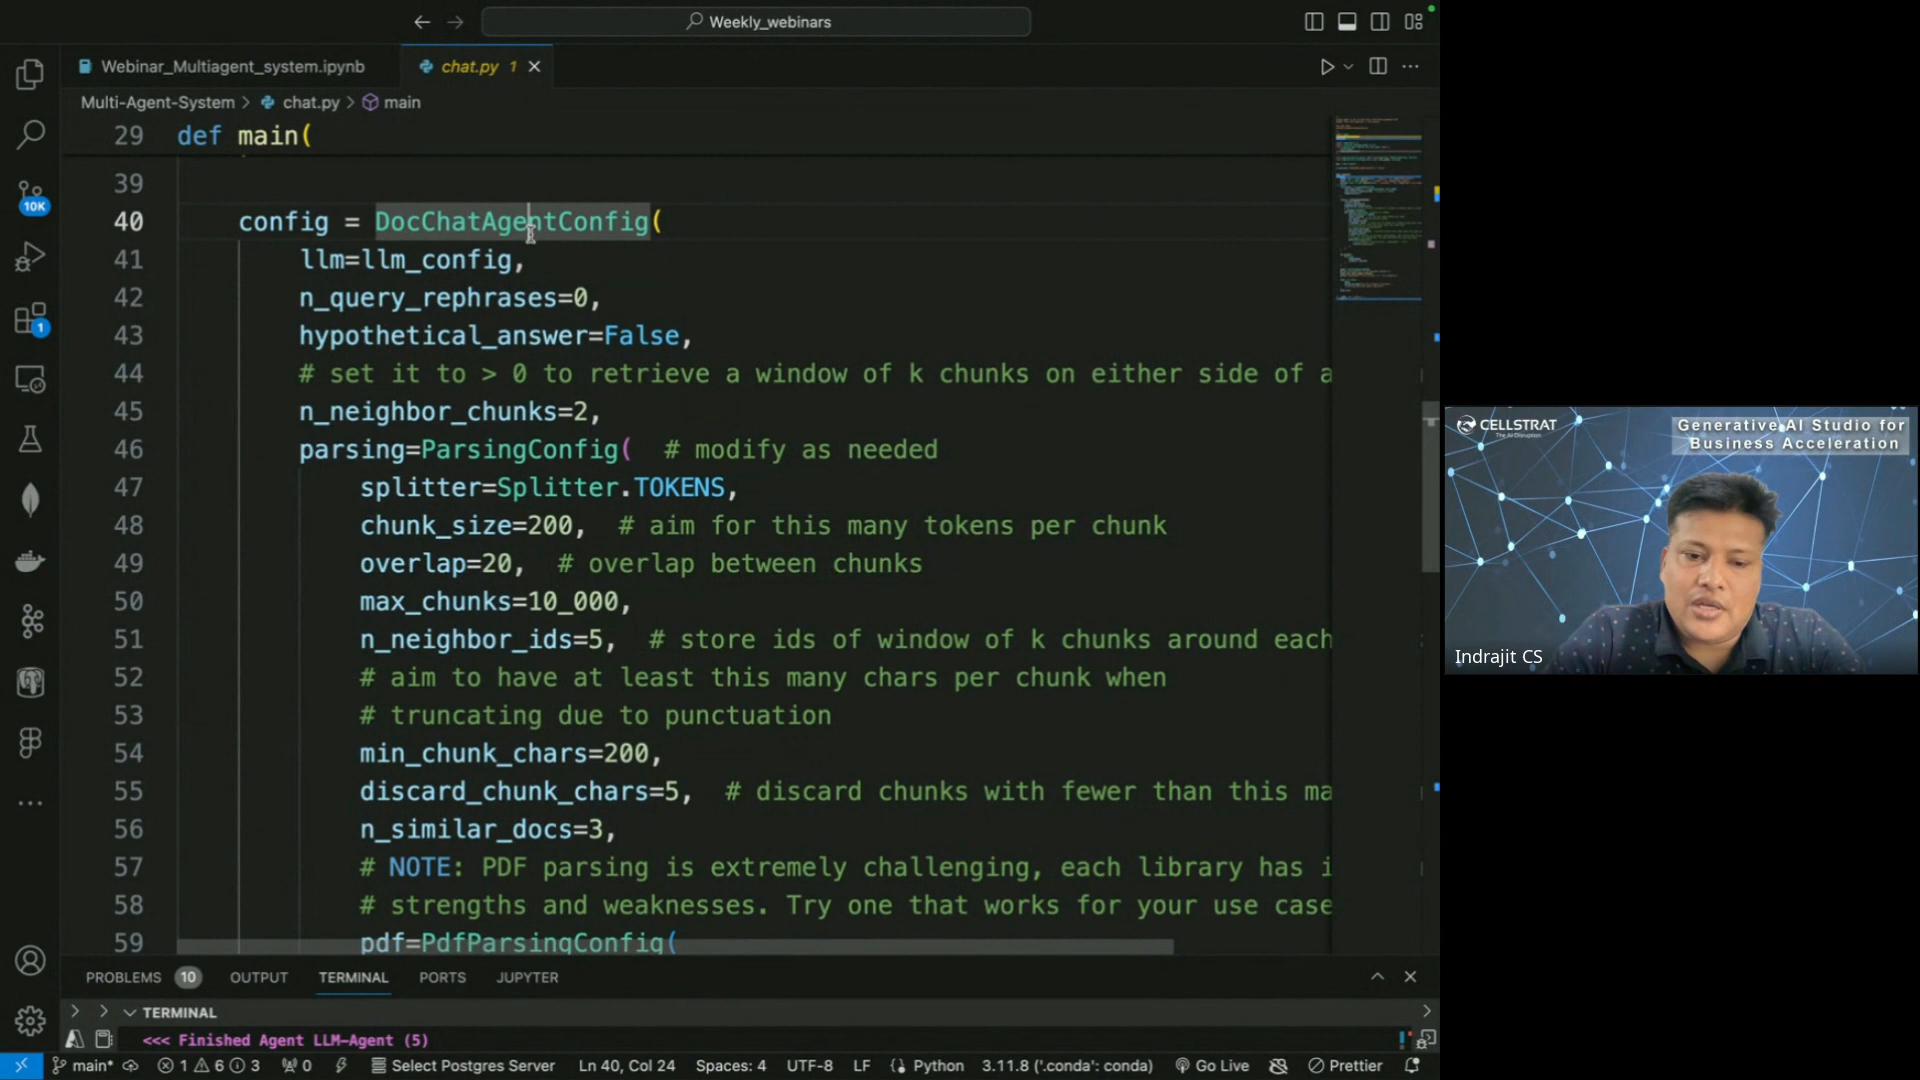 Weekly_webinars
Webinar_Multiagent_system.ipynb
chat.py 1
Multi-Agent-System > chat.py > main
29 def main(
39
40 config = DocChatAgentConfig(
41 llm=llm_config,
42 n_query_rephrases=0,
43 hypothetical_answer=False,
44 # set it to > 0 to retrieve a window of k chunks on either side of a
45 n_neighbor_chunks=2,
46 parsing=ParsingConfig( # modify as needed
47 splitter=Splitter.TOKENS,
48 chunk_size=200, # aim for this many tokens per chunk
49 overlap=20, # overlap between chunks
50 max_chunks=10_000,
51 n_neighbor_ids=5, # store ids of window of k chunks around each
52 # aim to have at least this many chars per chunk when
53 # truncating due to punctuation
54 min_chunk_chars=200,
55 discard_chunk_chars=5, # discard chunks with fewer than this ma
56 n_similar_docs=3,
57 # NOTE: PDF parsing is extremely challenging, each library has i
58 # strengths and weaknesses. Try one that works for your use case
59 pdf=PdfParsingConfig(
10K
1
PROBLEMS 10 OUTPUT TERMINAL PORTS JUPYTER
TERMINAL
<<< Finished Agent LLM-Agent (5)
main* 1 6 3 0 Select Postgres Server Ln 40, Col 24 Spaces: 4 UTF-8 LF Python 3.11.8 ('.conda': conda) Go Live Prettier
CELLSTRAT
The AI Disruption
Generative AI Studio for
Business Acceleration
Indrajit CS